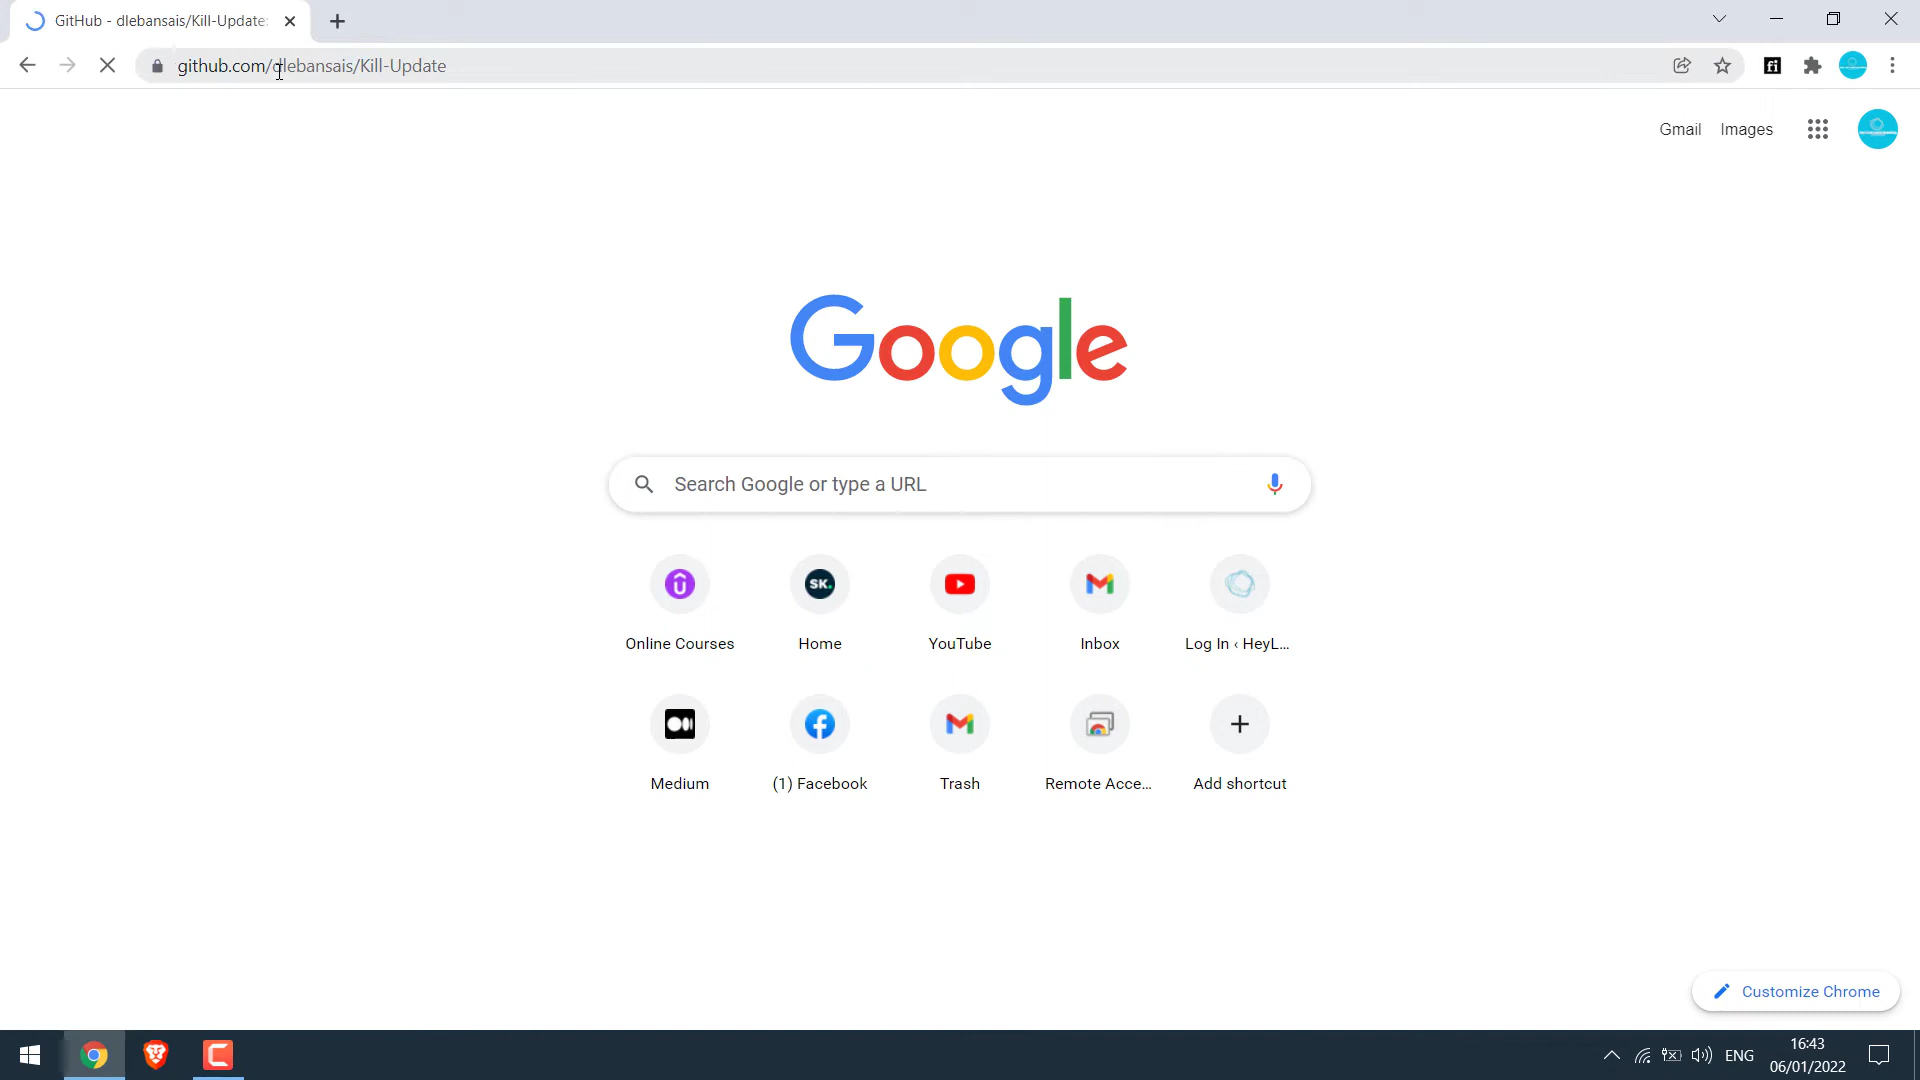 GitHub - dlebansais/Kill-Update:
github.com/dlebansais/Kill-Update
Gmail
Images
Google
Search Google or type a URL
Online Courses
SK.
Home
YouTube
Inbox
Log In ‹ HeyL...
Medium
(1) Facebook
Trash
Remote Acce...
Add shortcut
Customize Chrome
ENG
16:43
06/01/2022